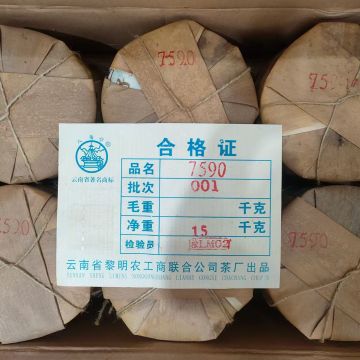 7590
7590
合格证
云南省著名商标
品名 7590
批次 001
毛重 千克
净重 15 千克
检验员
云南省黎明农工商联合公司茶厂出品
7590